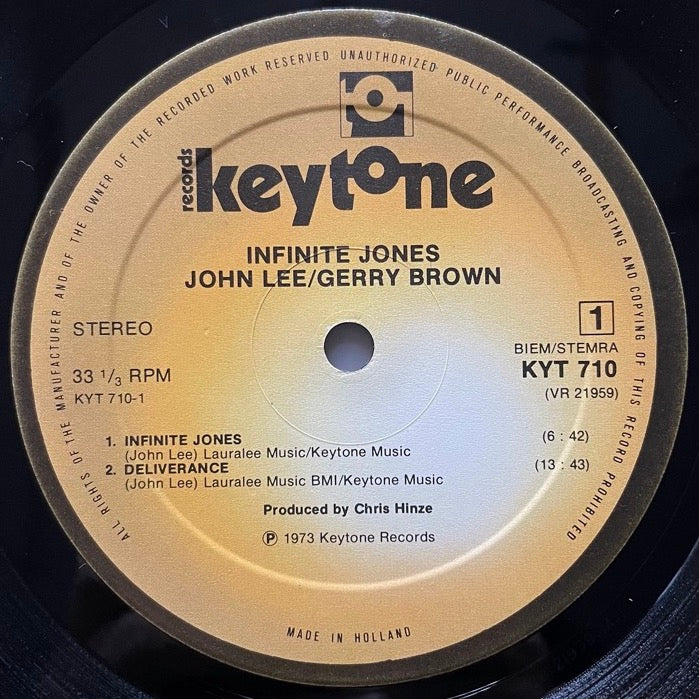 ALL RIGHTS OF THE MANUFACTURER AND OF THE OWNER OF THE RECORDED WORK RESERVED UNAUTHORIZED PUBLIC PERFORMANCE BROADCASTING AND COPYING OF THIS RECORD PROHIBITED
records
keytone
INFINITE JONES
JOHN LEE/GERRY BROWN
STEREO
1
BIEM/STEMRA
33 1/3 RPM
KYT 710
KYT 710-1
(VR 21959)
1. INFINITE JONES (6 : 42)
(John Lee) Lauralee Music/Keytone Music
2. DELIVERANCE (13 : 43)
(John Lee) Lauralee Music BMI/Keytone Music
Produced by Chris Hinze
Ⓟ 1973 Keytone Records
MADE IN HOLLAND